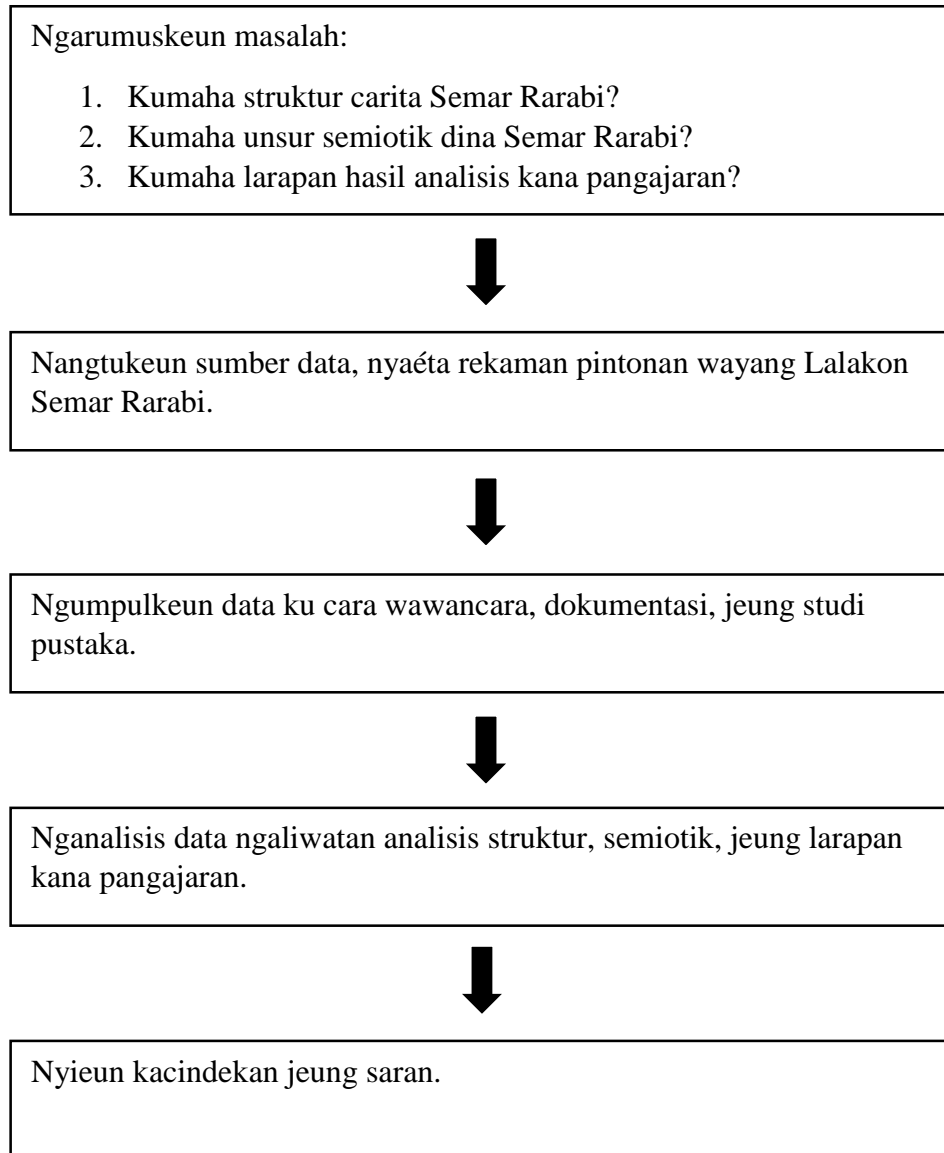 Ngarumuskeun masalah:
1. Kumaha struktur carita Semar Rarabi?
2. Kumaha unsur semiotik dina Semar Rarabi?
3. Kumaha larapan hasil analisis kana pangajaran?
Nangtukeun sumber data, nyaéta rekaman pintonan wayang Lalakon
Semar Rarabi.
Ngumpulkeun data ku cara wawancara, dokumentasi, jeung studi
pustaka.
Nganalisis data ngaliwatan analisis struktur, semiotik, jeung larapan
kana pangajaran.
Nyieun kacindekan jeung saran.